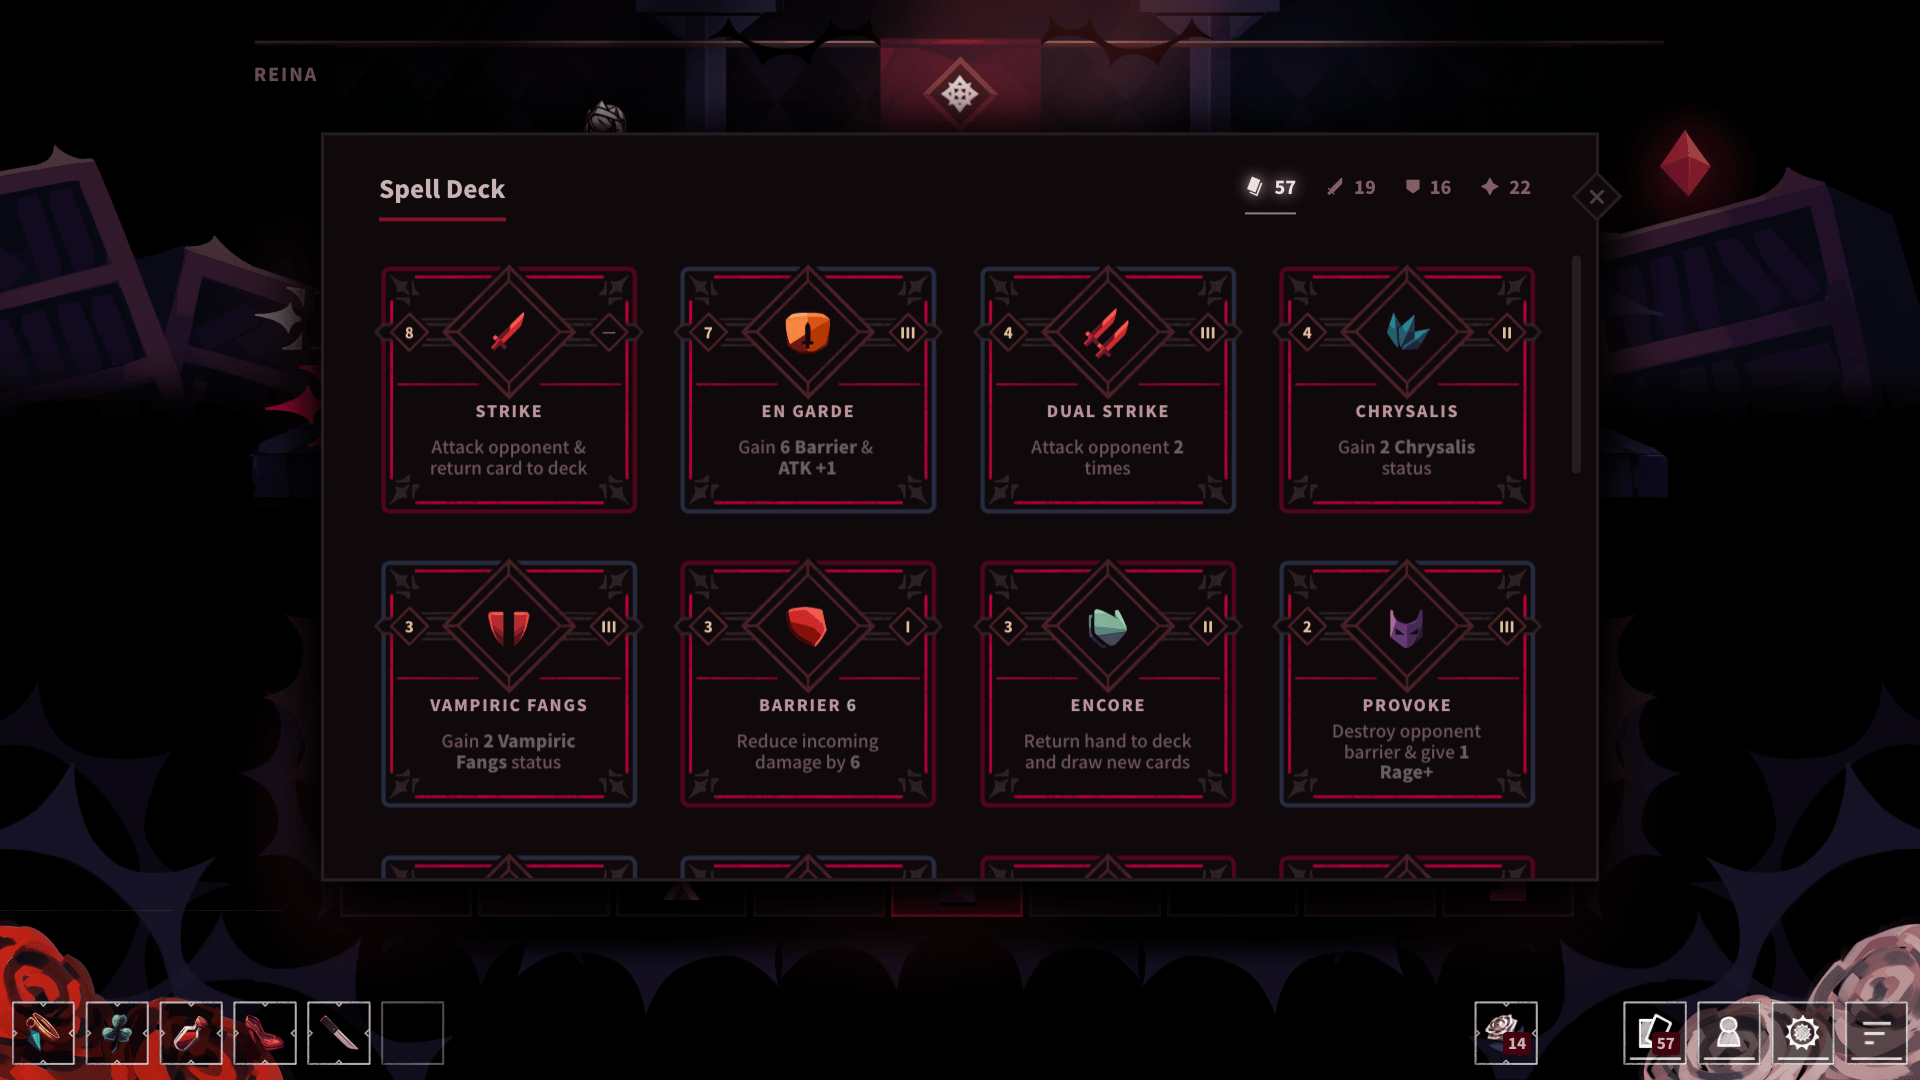 REINA
Spell Deck
57 19 16 22
8 —
STRIKE
Attack opponent &
return card to deck
7 III
EN GARDE
Gain 6 Barrier &
ATK +1
4 III
DUAL STRIKE
Attack opponent 2
times
4 II
CHRYSALIS
Gain 2 Chrysalis
status
3 III
VAMPIRIC FANGS
Gain 2 Vampiric
Fangs status
3 I
BARRIER 6
Reduce incoming
damage by 6
3 II
ENCORE
Return hand to deck
and draw new cards
2 III
PROVOKE
Destroy opponent
barrier & give 1
Rage+
14
57